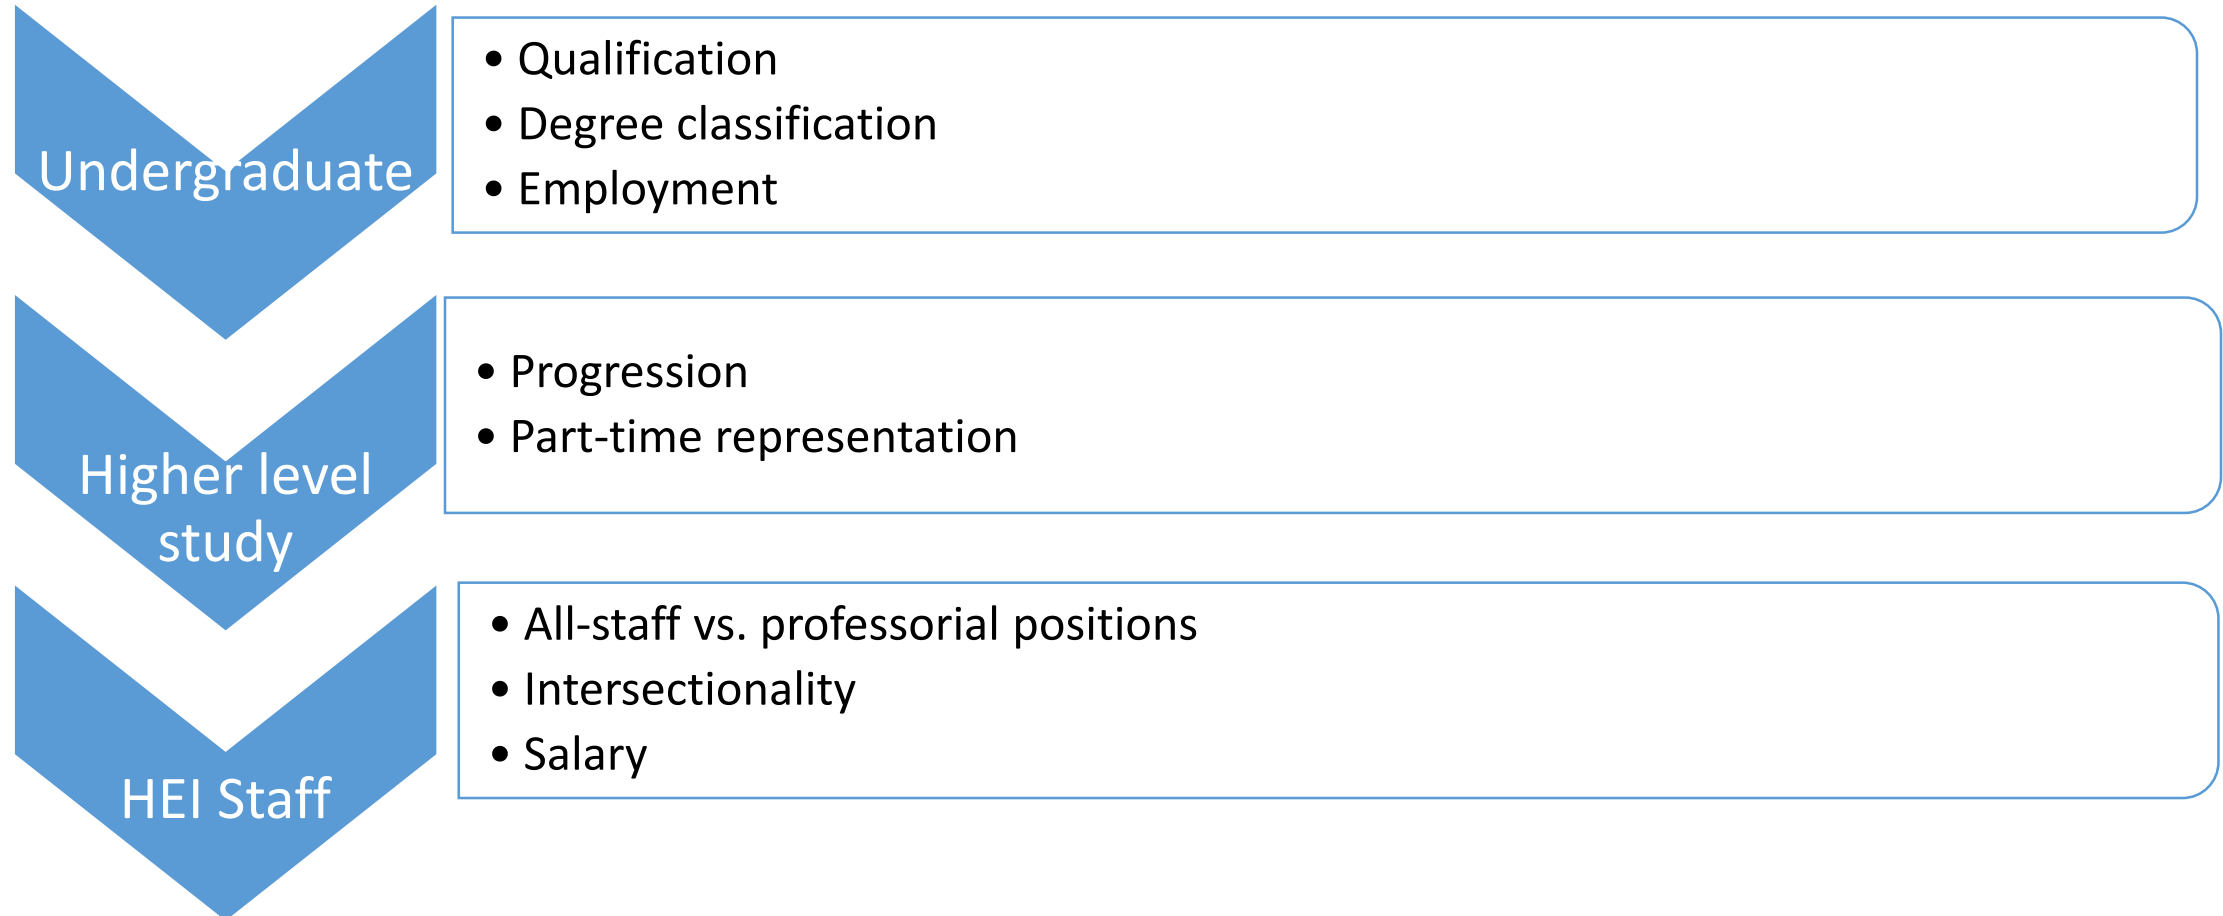 Undergraduate
• Qualification
• Degree classification
• Employment
Higher level
study
• Progression
• Part-time representation
HEI Staff
• All-staff vs. professorial positions
• Intersectionality
• Salary